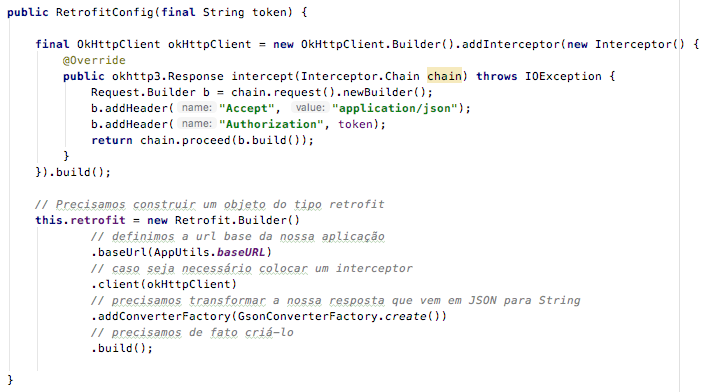 public RetrofitConfig(final String token) {
final OkHttpClient okHttpClient = new OkHttpClient.Builder().addInterceptor(new Interceptor() {
@Override
public okhttp3.Response intercept(Interceptor.Chain chain) throws IOException {
Request.Builder b = chain.request().newBuilder();
b.addHeader( name: "Accept", value: "application/json");
b.addHeader( name: "Authorization", token);
return chain.proceed(b.build());
}
}).build();
// Precisamos construir um objeto do tipo retrofit
this.retrofit = new Retrofit.Builder()
// definimos a url base da nossa aplicação
.baseUrl(AppUtils.baseURL)
// caso seja necessário colocar um interceptor
.client(okHttpClient)
// precisamos transformar a nossa resposta que vem em JSON para String
.addConverterFactory(GsonConverterFactory.create())
// precisamos de fato criá-lo
.build();
}